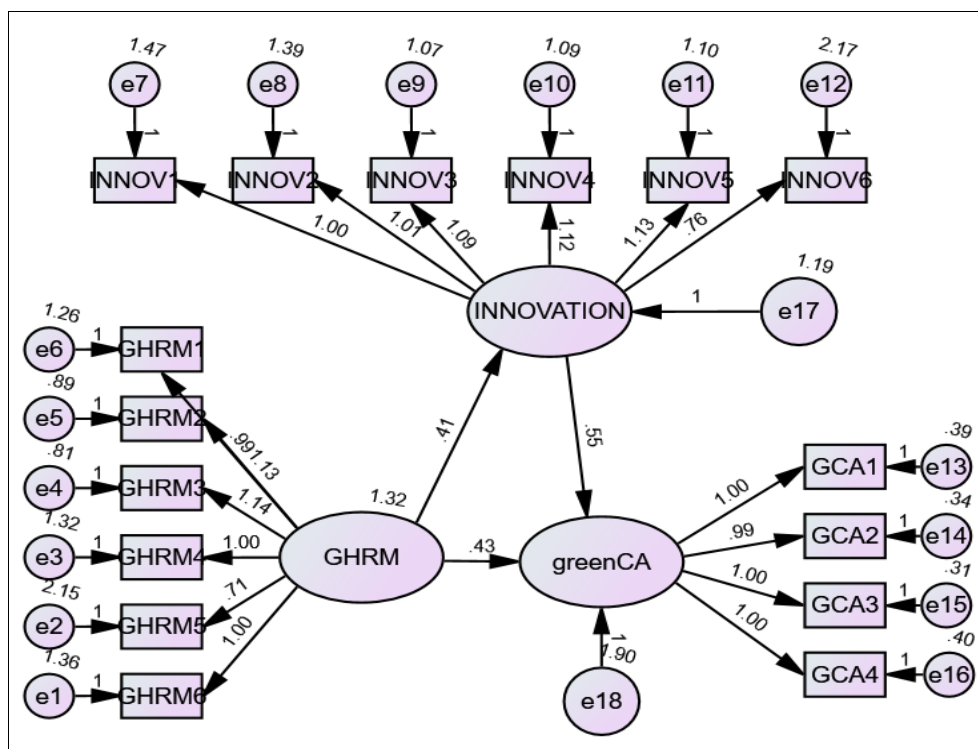 1.47 1.39 1.07 1.09 1.10 2.17
e7 e8 e9 e10 e11 e12
1 1 1 1 1 1
INNOV1 INNOV2 INNOV3 INNOV4 INNOV5 INNOV6
1.00 1.01 1.09 1.12 1.13 .76
1.19
INNOVATION 1 e17
1.26
e6 1 GHRM1
.89
e5 1 GHRM2
.991.13
.81
e4 1 GHRM3
1.14
1.32
e3 1 GHRM4 1.00
2.15
e2 1 GHRM5 .71
1.36
e1 1 GHRM6 1.00
1.32
GHRM
.41
.55
.43
greenCA
1
1.90
e18
.39
1.00 GCA1 1 e13
.34
.99 GCA2 1 e14
.31
1.00 GCA3 1 e15
.40
1.00 GCA4 1 e16